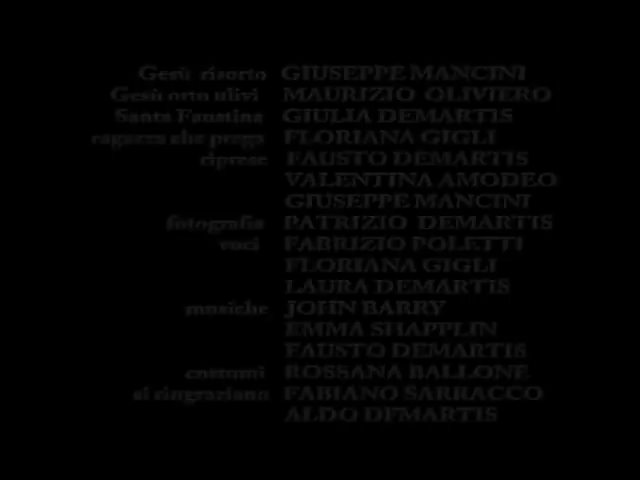 Gesù risorto GIUSEPPE MANCINI
Gesù orto ulivi MAURIZIO OLIVIERO
Santa Faustina GIULIA DEMARTIS
ragazza che prega FLORIANA GIGLI
riprese FAUSTO DEMARTIS
VALENTINA AMODEO
GIUSEPPE MANCINI
fotografia PATRIZIO DEMARTIS
voci FABRIZIO POLETTI
FLORIANA GIGLI
LAURA DEMARTIS
musiche JOHN BARRY
EMMA SHAPPLIN
FAUSTO DEMARTIS
costumi ROSSANA BALLONE
si ringraziano FABIANO SARRACCO
ALDO DEMARTIS